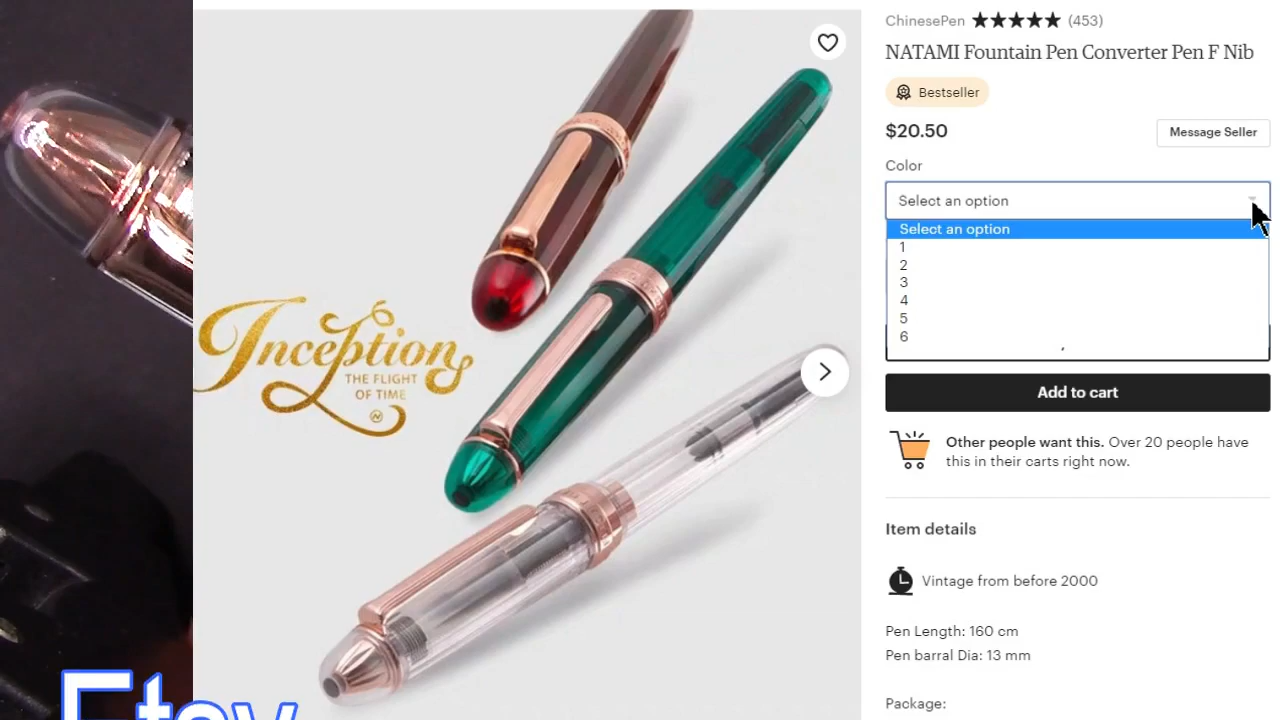 ChinesePen ★★★★★ (453)
NATAMI Fountain Pen Converter Pen F Nib
Bestseller
$20.50
Message Seller
Color
Select an option
Select an option
1
2
3
4
5
6
Add to cart
Other people want this. Over 20 people have
this in their carts right now.
Item details
Vintage from before 2000
Pen Length: 160 cm
Pen barral Dia: 13 mm
Package:
Inception
THE FLIGHT
OF TIME
Etsy